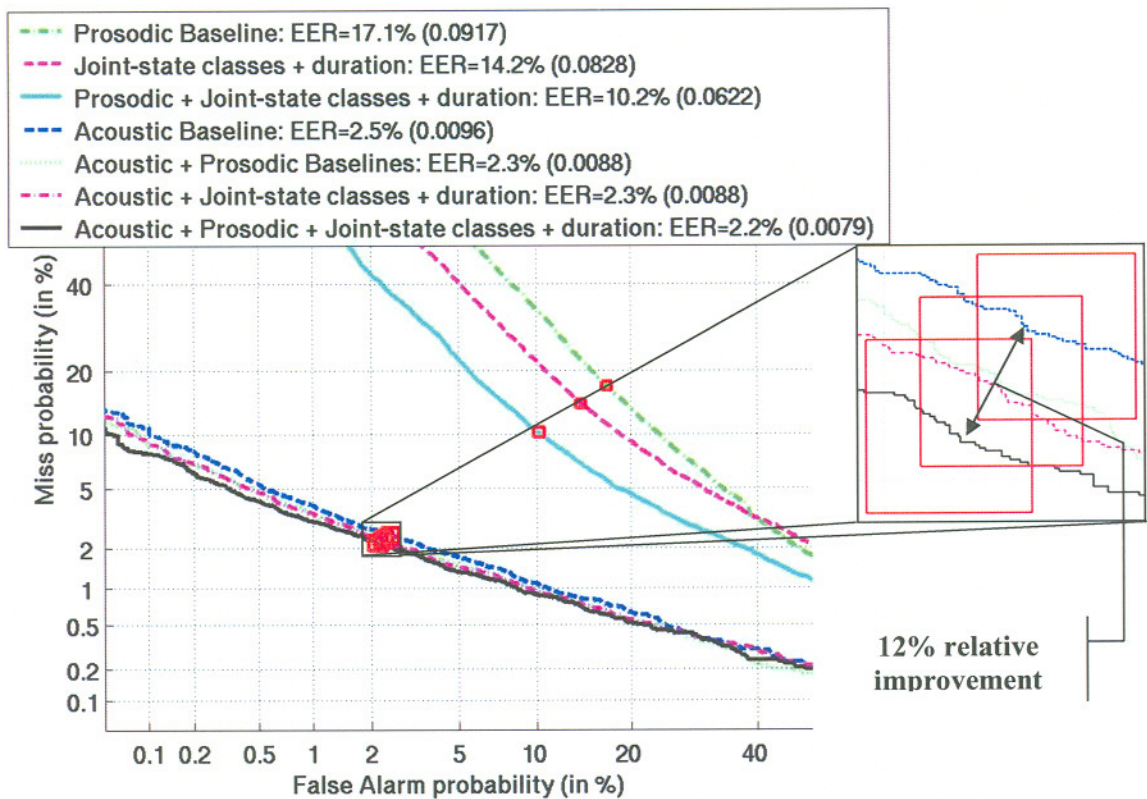 Prosodic Baseline: EER=17.1% (0.0917)
Joint-state classes + duration: EER=14.2% (0.0828)
Prosodic + Joint-state classes + duration: EER=10.2% (0.0622)
Acoustic Baseline: EER=2.5% (0.0096)
Acoustic + Prosodic Baselines: EER=2.3% (0.0088)
Acoustic + Joint-state classes + duration: EER=2.3% (0.0088)
Acoustic + Prosodic + Joint-state classes + duration: EER=2.2% (0.0079)
Miss probability (in %)
40
20
10
5
2
1
0.5
0.2
0.1
0.1 0.2 0.5 1 2 5 10 20 40
False Alarm probability (in %)
12% relative
improvement